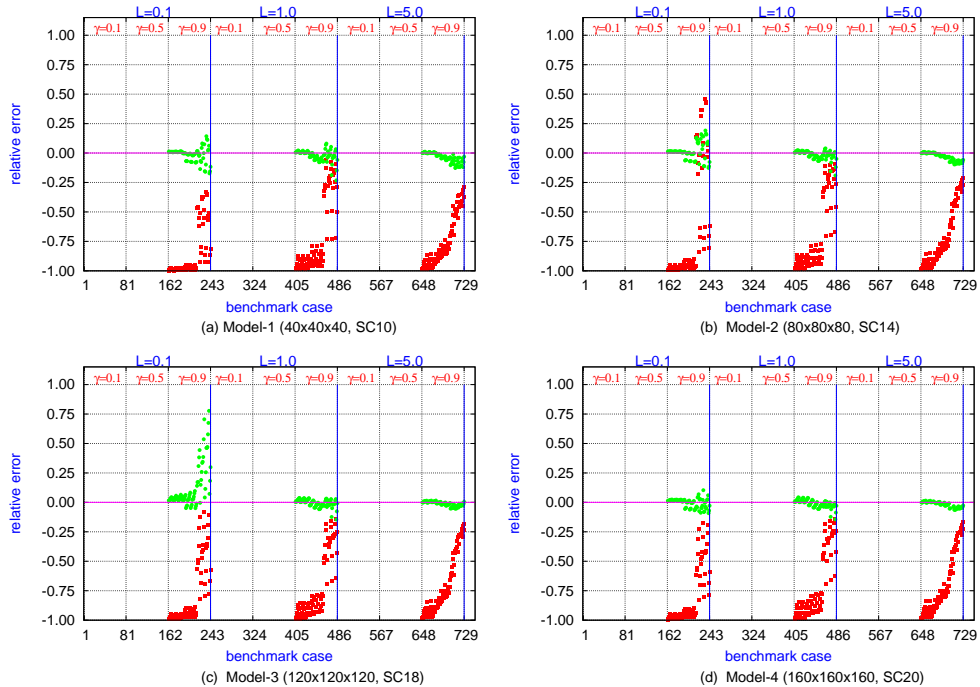 L=0.1 L=1.0 L=5.0
γ=0.1 γ=0.5 γ=0.9 γ=0.1 γ=0.5 γ=0.9 γ=0.1 γ=0.5 γ=0.9
1.00
0.75
0.50
0.25
0.00
-0.25
-0.50
-0.75
-1.00
relative error
1 81 162 243 324 405 486 567 648 729
benchmark case
(a) Model-1 (40x40x40, SC10)
L=0.1 L=1.0 L=5.0
γ=0.1 γ=0.5 γ=0.9 γ=0.1 γ=0.5 γ=0.9 γ=0.1 γ=0.5 γ=0.9
1.00
0.75
0.50
0.25
0.00
-0.25
-0.50
-0.75
-1.00
relative error
1 81 162 243 324 405 486 567 648 729
benchmark case
(b) Model-2 (80x80x80, SC14)
L=0.1 L=1.0 L=5.0
γ=0.1 γ=0.5 γ=0.9 γ=0.1 γ=0.5 γ=0.9 γ=0.1 γ=0.5 γ=0.9
1.00
0.75
0.50
0.25
0.00
-0.25
-0.50
-0.75
-1.00
relative error
1 81 162 243 324 405 486 567 648 729
benchmark case
(c) Model-3 (120x120x120, SC18)
L=0.1 L=1.0 L=5.0
γ=0.1 γ=0.5 γ=0.9 γ=0.1 γ=0.5 γ=0.9 γ=0.1 γ=0.5 γ=0.9
1.00
0.75
0.50
0.25
0.00
-0.25
-0.50
-0.75
-1.00
relative error
1 81 162 243 324 405 486 567 648 729
benchmark case
(d) Model-4 (160x160x160, SC20)